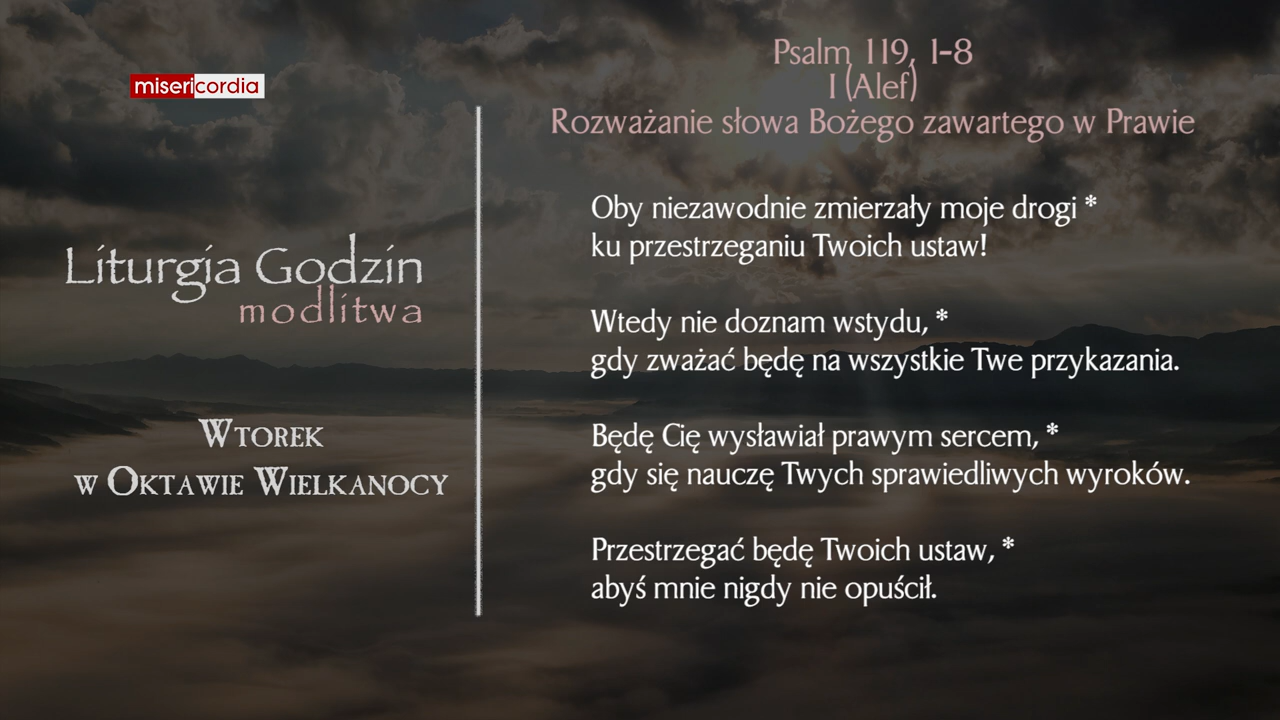 misericordia
Liturgia Godzin
modlitwa
Wtorek
w Oktawie Wielkanocy
Psalm 119, 1-8
I (Alef)
Rozważanie słowa Bożego zawartego w Prawie
Oby niezawodnie zmierzały moje drogi *
ku przestrzeganiu Twoich ustaw!
Wtedy nie doznam wstydu, *
gdy zważać będę na wszystkie Twe przykazania.
Będę Cię wysławiał prawym sercem, *
gdy się nauczę Twych sprawiedliwych wyroków.
Przestrzegać będę Twoich ustaw, *
abyś mnie nigdy nie opuścił.